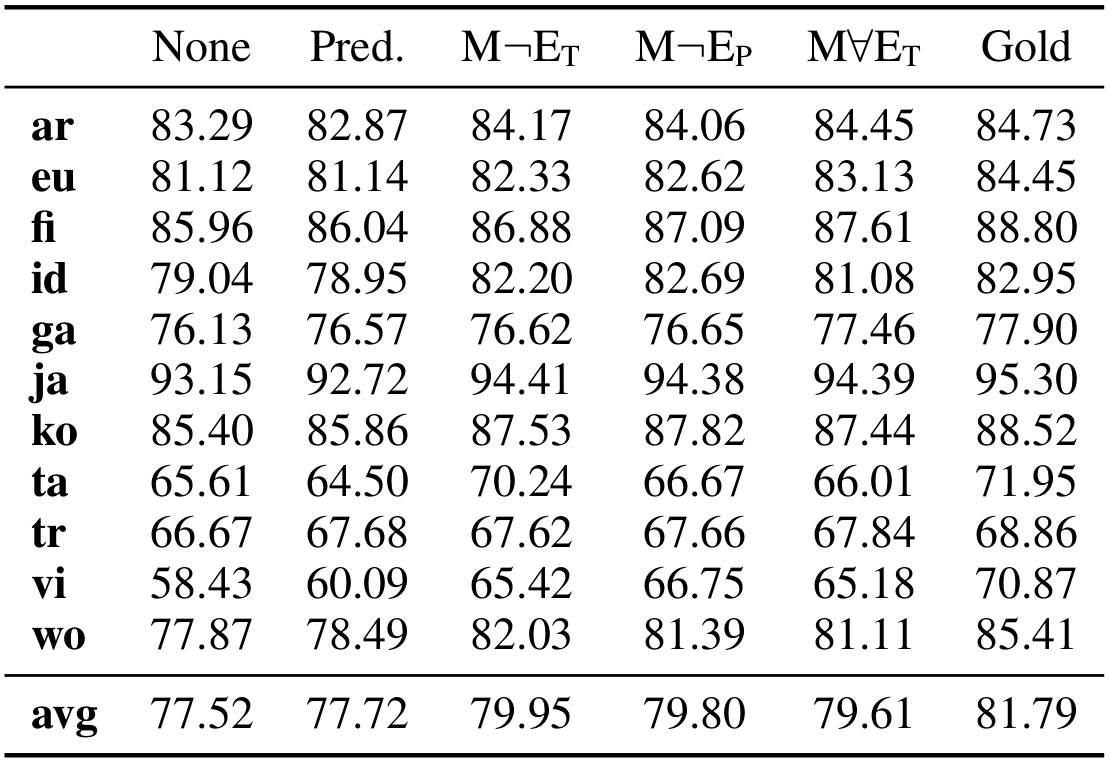 None Pred. M¬E_T M¬E_P M∀E_T Gold
ar 83.29 82.87 84.17 84.06 84.45 84.73
eu 81.12 81.14 82.33 82.62 83.13 84.45
fi 85.96 86.04 86.88 87.09 87.61 88.80
id 79.04 78.95 82.20 82.69 81.08 82.95
ga 76.13 76.57 76.62 76.65 77.46 77.90
ja 93.15 92.72 94.41 94.38 94.39 95.30
ko 85.40 85.86 87.53 87.82 87.44 88.52
ta 65.61 64.50 70.24 66.67 66.01 71.95
tr 66.67 67.68 67.62 67.66 67.84 68.86
vi 58.43 60.09 65.42 66.75 65.18 70.87
wo 77.87 78.49 82.03 81.39 81.11 85.41
avg 77.52 77.72 79.95 79.80 79.61 81.79